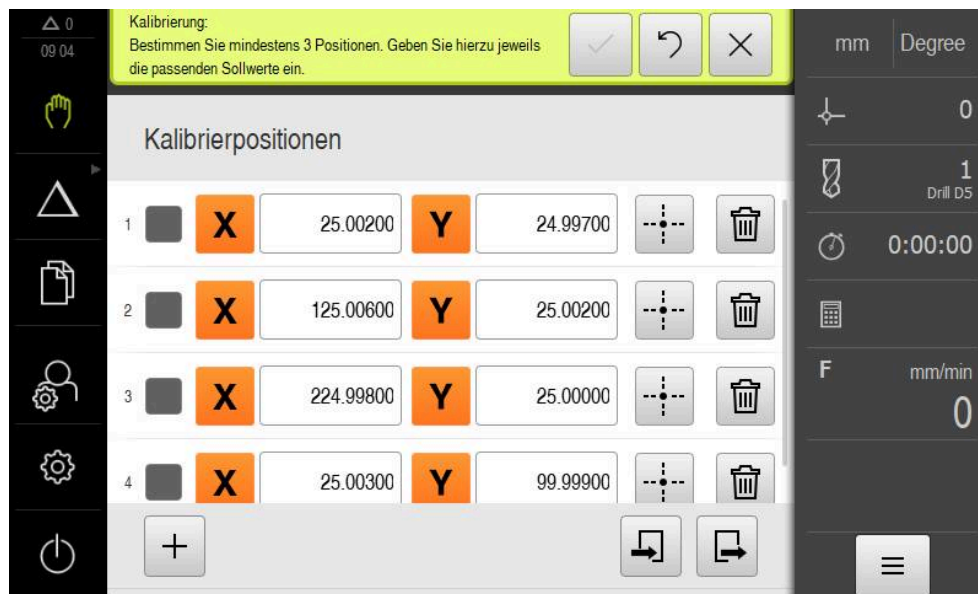 0
09 04
Kalibrierung:
Bestimmen Sie mindestens 3 Positionen. Geben Sie hierzu jeweils
die passenden Sollwerte ein.
Kalibrierpositionen
1 X 25.00200 Y 24.99700
2 X 125.00600 Y 25.00200
3 X 224.99800 Y 25.00000
4 X 25.00300 Y 99.99900
mm Degree
0
1
Drill D5
0:00:00
F mm/min
0